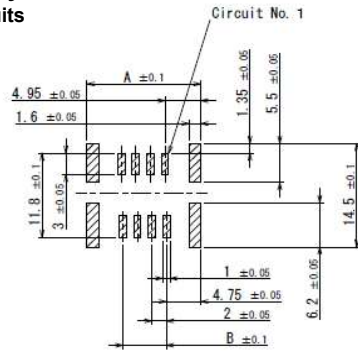 uits
Circuit No. 1
A ±0.1
4.95 ±0.05
1.6 ±0.05
1.35 ±0.05
5.5 ±0.05
11.8 ±0.1
3 ±0.05
14.5 ±0.1
6.2 ±0.05
1 ±0.05
4.75 ±0.05
2 ±0.05
B ±0.1